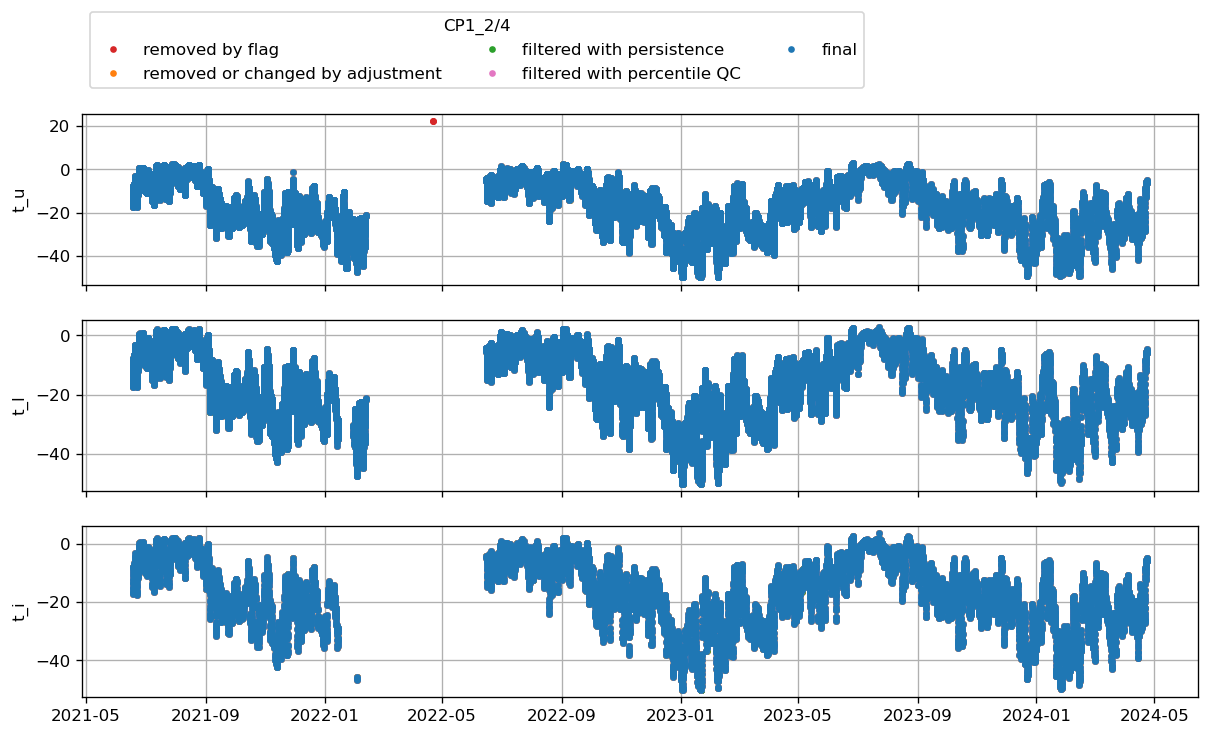 CP1_2/4
removed by flag
filtered with persistence
final
removed or changed by adjustment
filtered with percentile QC
20
0
−20
−40
t_u
0
−20
−40
t_l
0
−20
−40
t_i
2021-05
2021-09
2022-01
2022-05
2022-09
2023-01
2023-05
2023-09
2024-01
2024-05